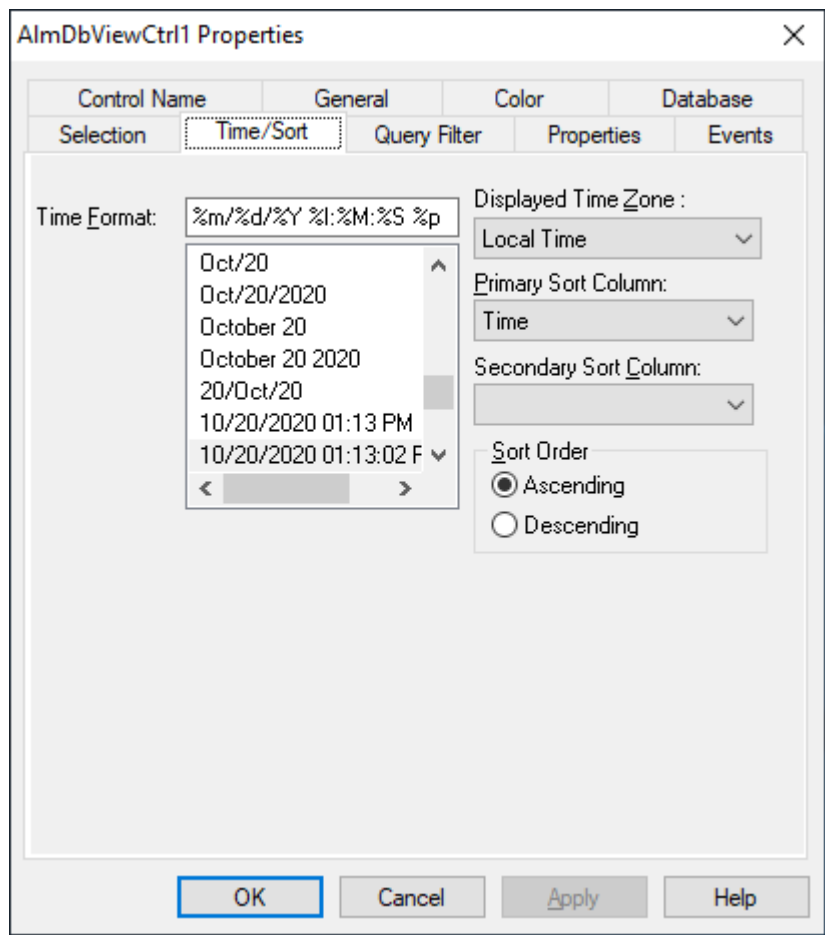 AlmDbViewCtrl1 Properties
Control Name General Color Database
Selection Time/Sort Query Filter Properties Events
Time Format:
%m/%d/%Y %I:%M:%S %p
Oct/20
Oct/20/2020
October 20
October 20 2020
20/Oct/20
10/20/2020 01:13 PM
10/20/2020 01:13:02 F
Displayed Time Zone :
Local Time
Primary Sort Column:
Time
Secondary Sort Column:
Sort Order
Ascending
Descending
OK Cancel Apply Help